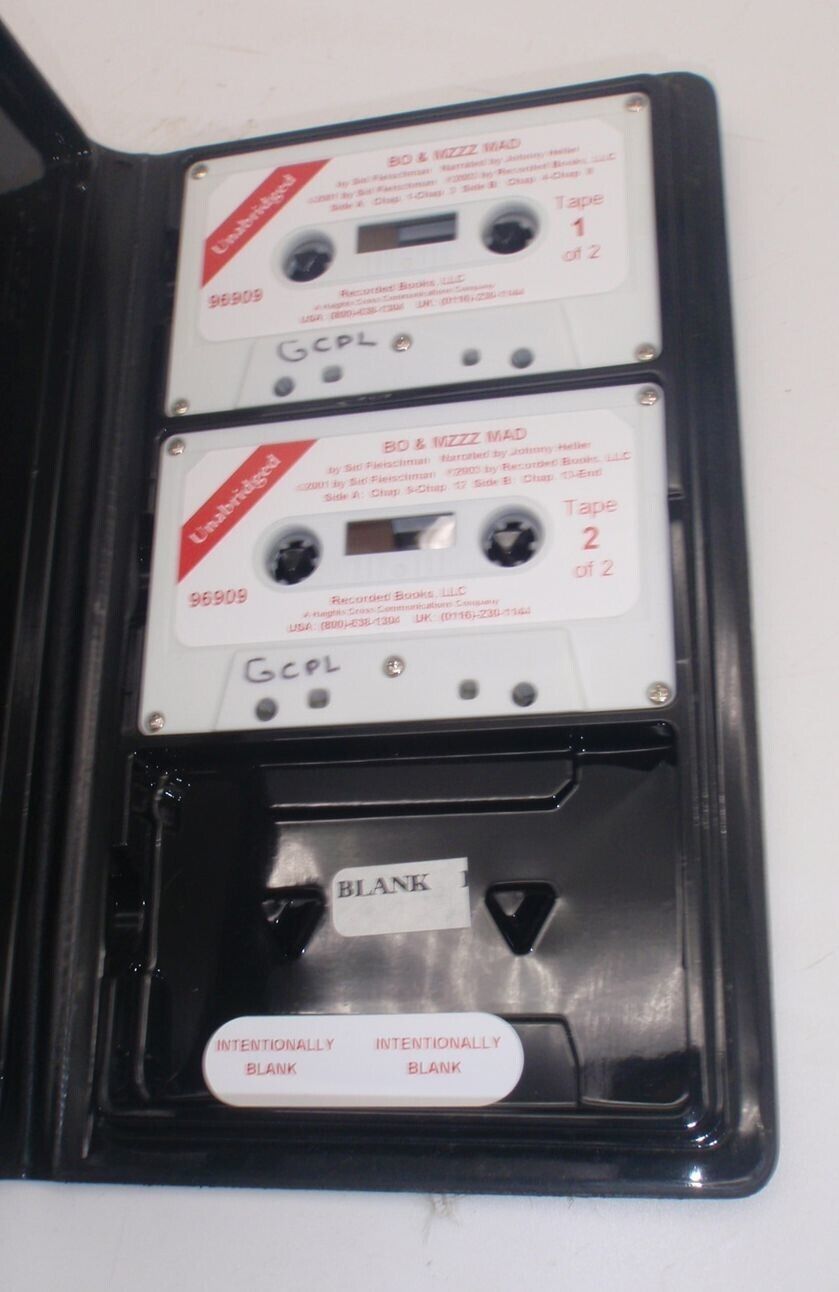 Unabridged
BO & MZZZ MAD
by Sid Fleischman Narrated by Johnny Heller
©2001 by Sid Fleischman ℗2003 by Recorded Books, LLC
Side A: Chap. 1-Chap. Side B: Chap. 4-Chap. 8
Tape
1
of 2
96909
Recorded Books, LLC
A Haights Cross Communications Company
USA: (800)-638-1304 UK: (0116)-230-1144
GCPL
Unabridged
BO & MZZZ MAD
by Sid Fleischman Narrated by Johnny Heller
©2001 by Sid Fleischman ℗2003 by Recorded Books, LLC
Side A: Chap. 9-Chap. 12 Side B: Chap. 13-End
Tape
2
of 2
96909
Recorded Books, LLC
A Haights Cross Communications Company
USA: (800)-638-1304 UK: (0116)-230-1144
GCPL
BLANK
INTENTIONALLY INTENTIONALLY
BLANK BLANK